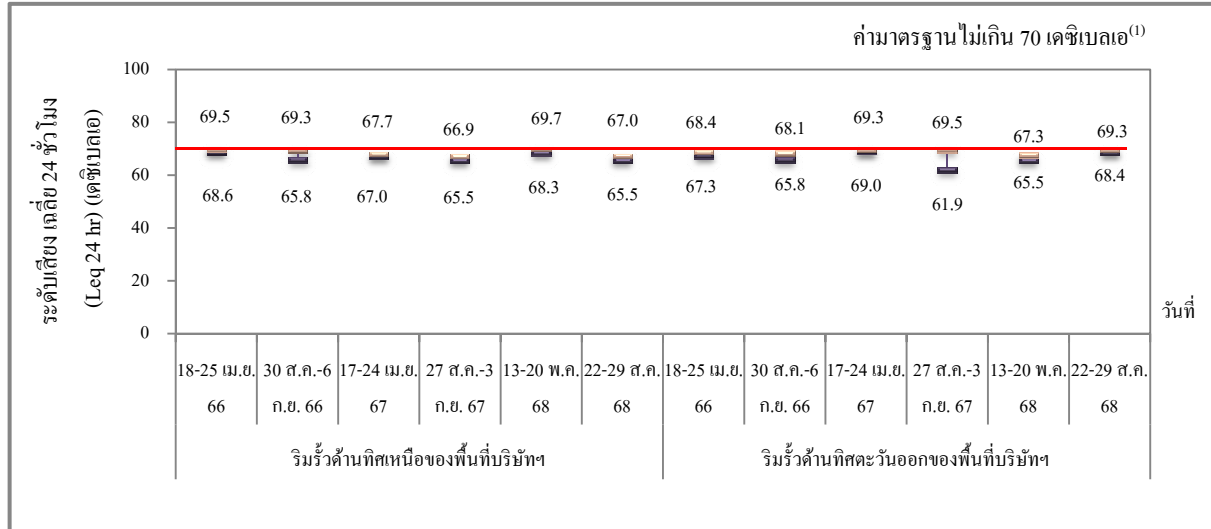 ค่ามาตรฐานไม่เกิน 70 เดซิเบลเอ(1)
ระดับเสียง เฉลี่ย 24 ชั่วโมง
(Leq 24 hr) (เดซิเบลเอ)
100
80
60
40
20
0
69.5 69.3 67.7 66.9 69.7 67.0 68.4 68.1 69.3 69.5 67.3 69.3
68.6 65.8 67.0 65.5 68.3 65.5 67.3 65.8 69.0 61.9 65.5 68.4
วันที่
18-25 เม.ย. 30 ส.ค.-6 17-24 เม.ย. 27 ส.ค.-3 13-20 พ.ค. 22-29 ส.ค. 18-25 เม.ย. 30 ส.ค.-6 17-24 เม.ย. 27 ส.ค.-3 13-20 พ.ค. 22-29 ส.ค.
66 ก.ย. 66 67 ก.ย. 67 68 68 66 ก.ย. 66 67 ก.ย. 67 68 68
ริมรั้วด้านทิศเหนือของพื้นที่บริษัทฯ ริมรั้วด้านทิศตะวันออกของพื้นที่บริษัทฯ